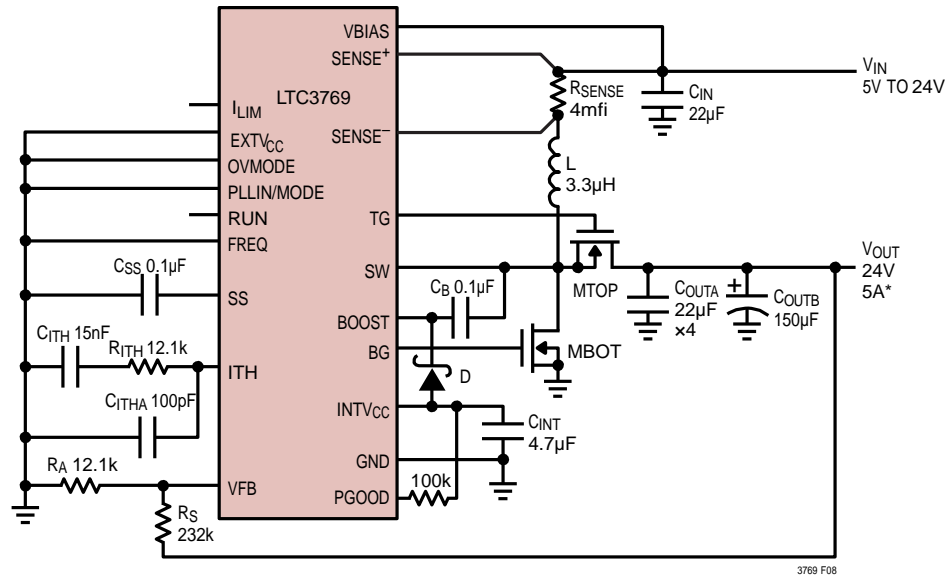 VBIAS
SENSE+
LTC3769
ILIM
EXTVCC
SENSE–
OVMODE
PLLIN/MODE
RUN
TG
FREQ
SW
CSS 0.1µF
SS
CB 0.1µF
BOOST
CITH 15nF
RITH 12.1k
BG
ITH
CITHA 100pF
INTVCC
GND
RA 12.1k
VFB
PGOOD
100k
RS
232k
RSENSE
4mfi
CIN
22µF
VIN
5V TO 24V
L
3.3µH
MTOP
VOUT
24V
5A*
COUTA
22µF
×4
+
COUTB
150µF
MBOT
D
CINT
4.7µF
3769 F08